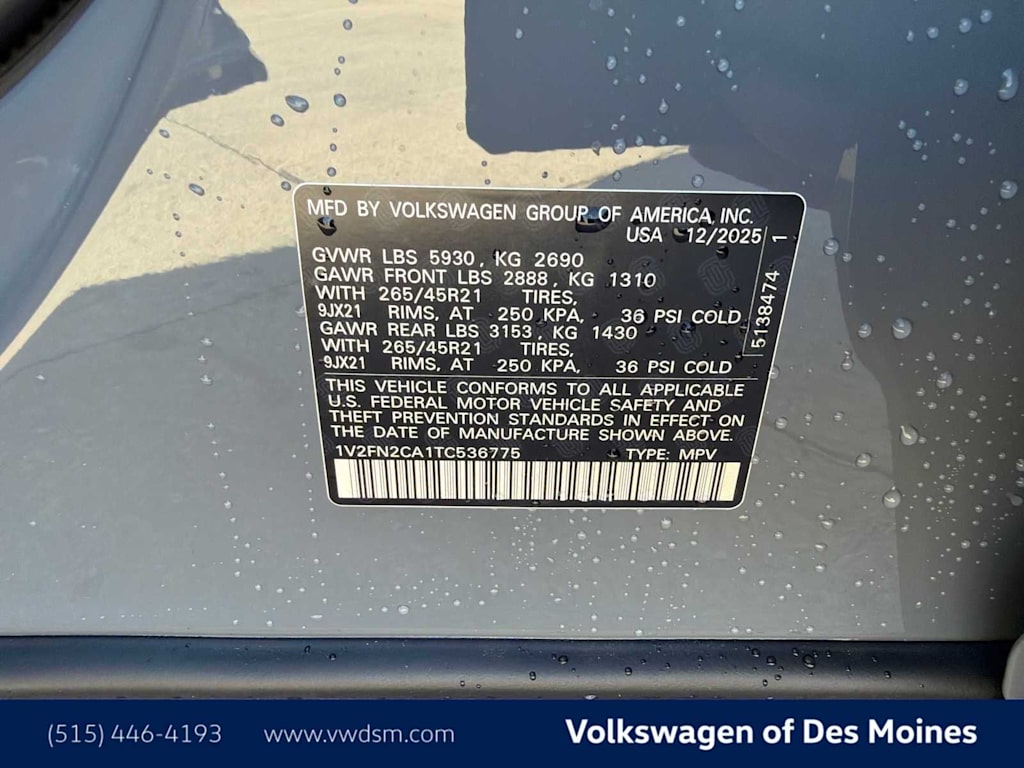 MFD BY VOLKSWAGEN GROUP OF AMERICA, INC.
USA 12/2025
GVWR LBS 5930, KG 2690
GAWR FRONT LBS 2888, KG 1310
WITH 265/45R21 TIRES,
9JX21 RIMS, AT 250 KPA, 36 PSI COLD
GAWR REAR LBS 3153, KG 1430
WITH 265/45R21 TIRES,
9JX21 RIMS, AT 250 KPA, 36 PSI COLD
5138474 1
THIS VEHICLE CONFORMS TO ALL APPLICABLE
U.S. FEDERAL MOTOR VEHICLE SAFETY AND
THEFT PREVENTION STANDARDS IN EFFECT ON
THE DATE OF MANUFACTURE SHOWN ABOVE.
1V2FN2CA1TC536775 TYPE: MPV
(515) 446-4193 www.vwdsm.com Volkswagen of Des Moines